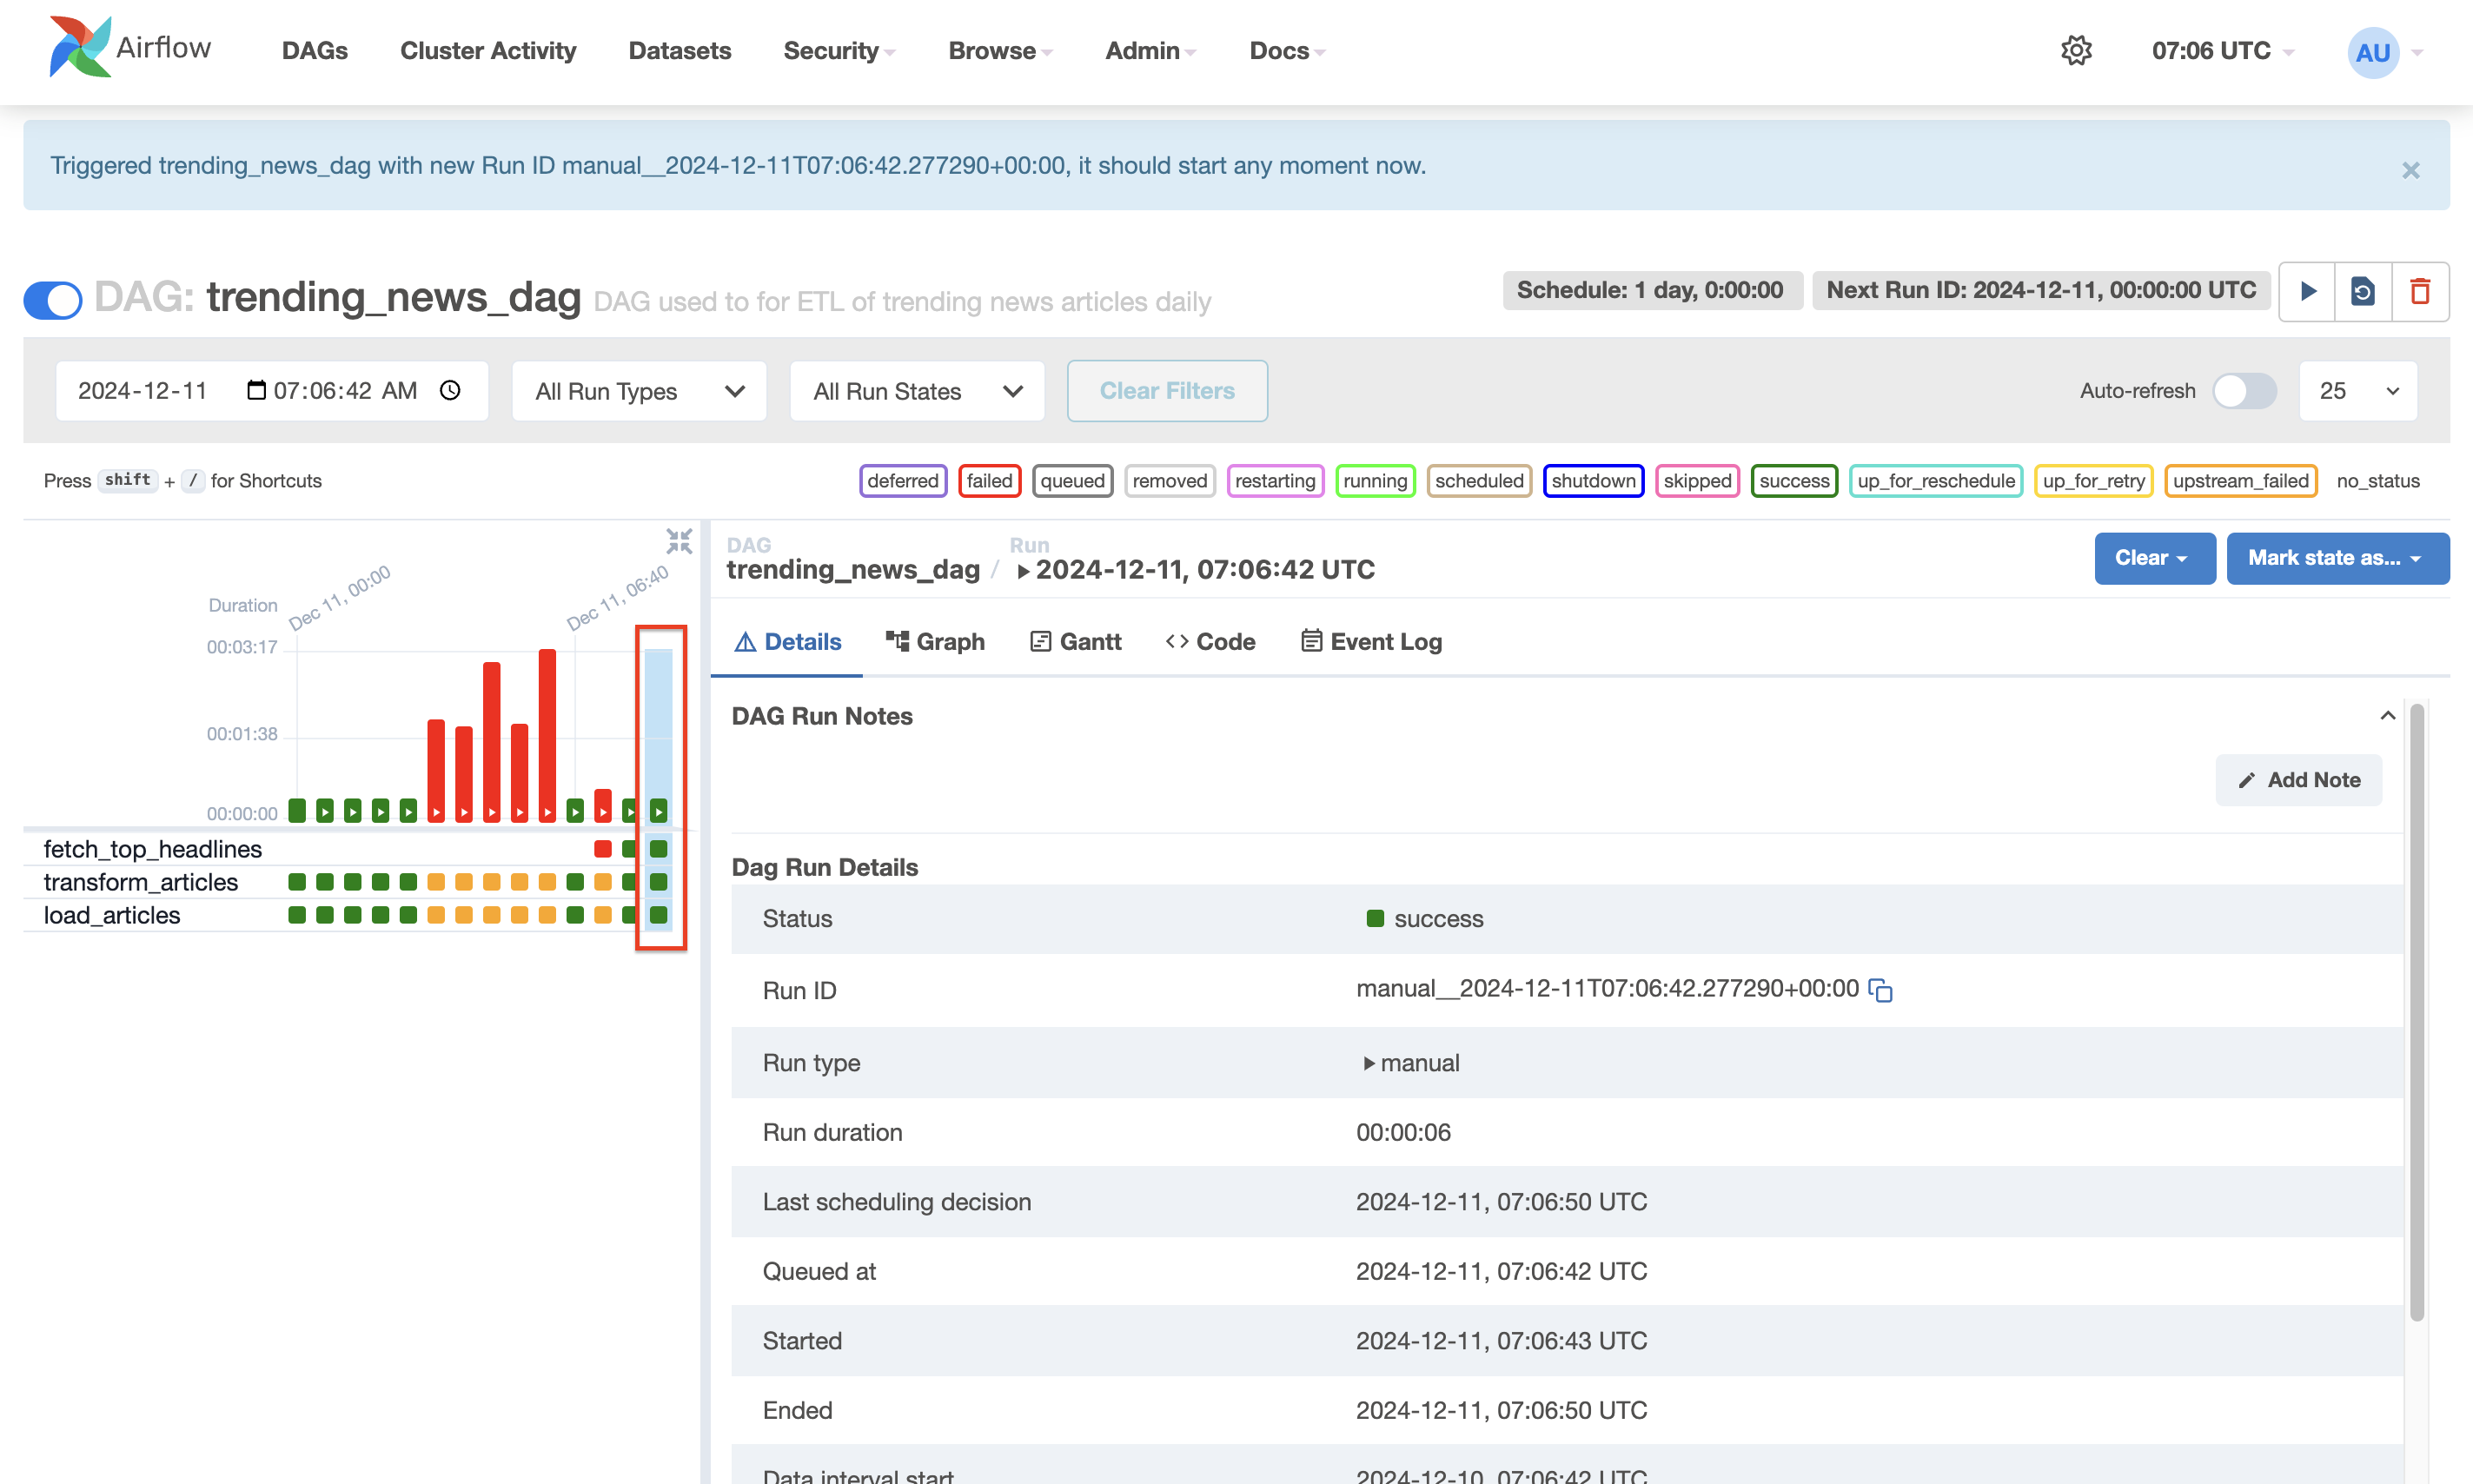 Airflow
DAGs Cluster Activity Datasets Security Browse Admin Docs 07:06 UTC AU
Triggered trending_news_dag with new Run ID manual__2024-12-11T07:06:42.277290+00:00, it should start any moment now. ×
DAG: trending_news_dag DAG used to for ETL of trending news articles daily Schedule: 1 day, 0:00:00 Next Run ID: 2024-12-11, 00:00:00 UTC
2024-12-11 07:06:42 AM All Run Types All Run States Clear Filters Auto-refresh 25
Press shift + / for Shortcuts deferred failed queued removed restarting running scheduled shutdown skipped success up_for_reschedule up_for_retry upstream_failed no_status
Duration
Dec 11, 00:00
Dec 11, 06:40
00:03:17
00:01:38
00:00:00
fetch_top_headlines
transform_articles
load_articles
DAG Run
trending_news_dag / 2024-12-11, 07:06:42 UTC Clear Mark state as...
Details Graph Gantt Code Event Log
DAG Run Notes
Add Note
Dag Run Details
Status success
Run ID manual__2024-12-11T07:06:42.277290+00:00
Run type manual
Run duration 00:00:06
Last scheduling decision 2024-12-11, 07:06:50 UTC
Queued at 2024-12-11, 07:06:42 UTC
Started 2024-12-11, 07:06:43 UTC
Ended 2024-12-11, 07:06:50 UTC
Data interval start 2024-12-10, 07:06:42 UTC